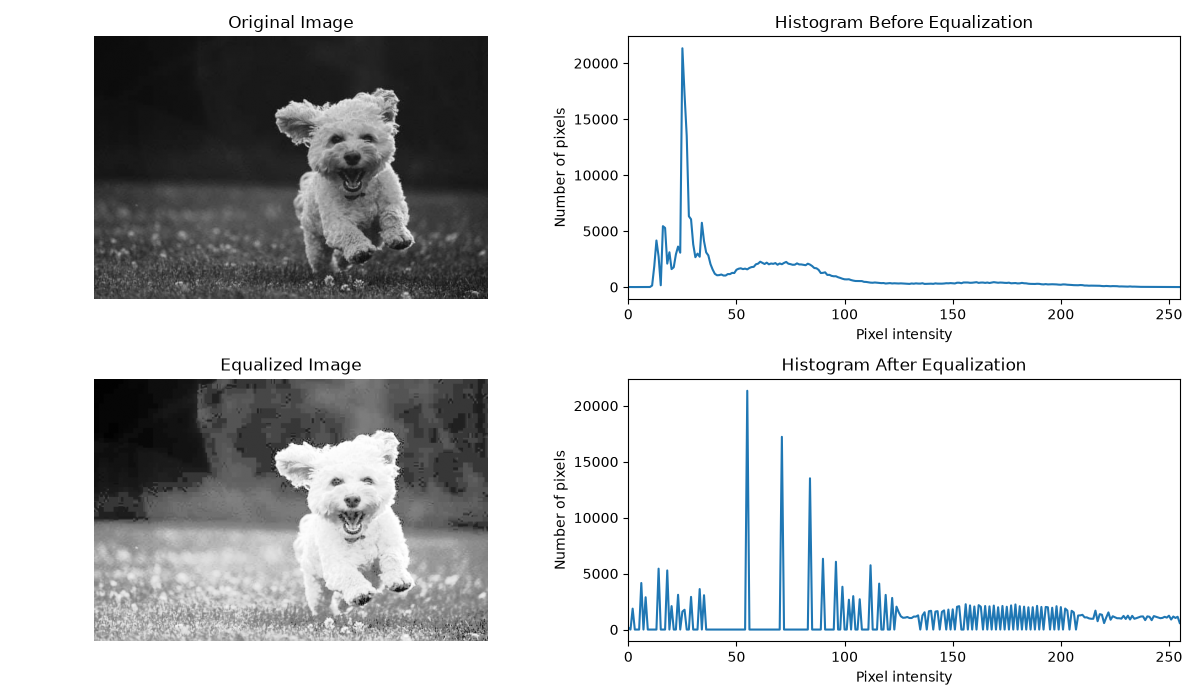 Original Image
Histogram Before Equalization
Number of pixels
20000
15000
10000
5000
0
0 50 100 150 200 250
Pixel intensity
Equalized Image
Histogram After Equalization
Number of pixels
20000
15000
10000
5000
0
0 50 100 150 200 250
Pixel intensity